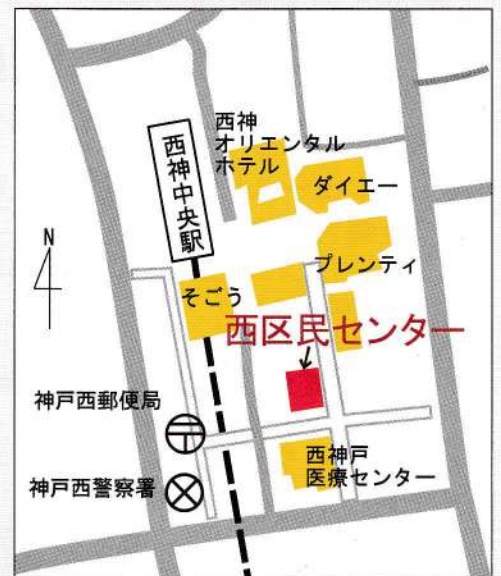 西神
オリエンタル
ホテル
西神中央駅
ダイエー
N
プレンティ
そごう
西区民センター
神戸西郵便局
西神戸
医療センター
神戸西警察署